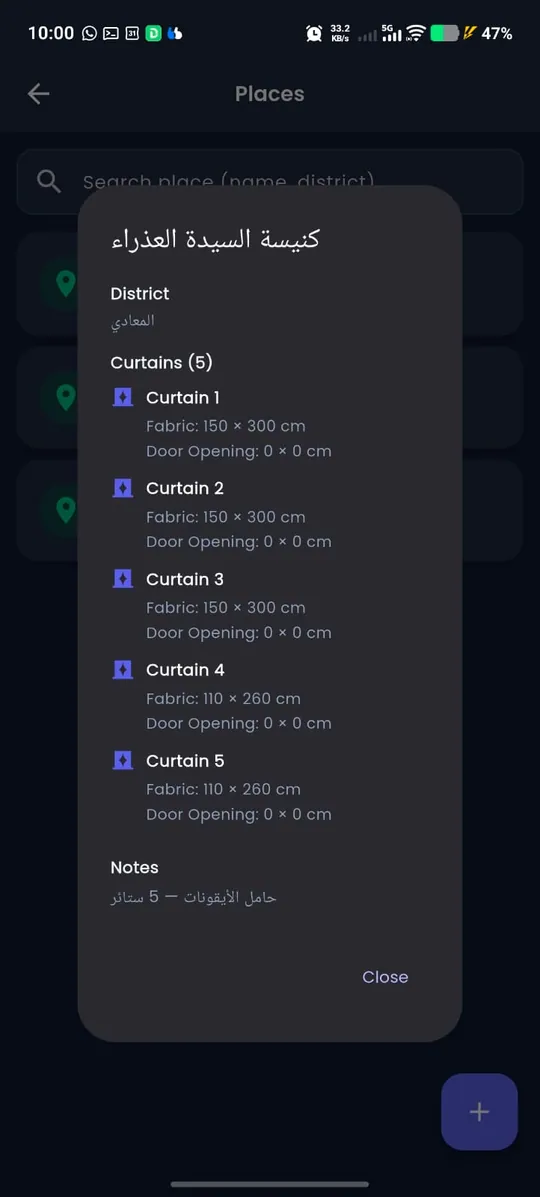 10:00
33.2 KB/s
5G
47%
Places
Search place (name, district)
كنيسة السيدة العذراء
District
المعادي
Curtains (5)
Curtain 1
Fabric: 150 × 300 cm
Door Opening: 0 × 0 cm
Curtain 2
Fabric: 150 × 300 cm
Door Opening: 0 × 0 cm
Curtain 3
Fabric: 150 × 300 cm
Door Opening: 0 × 0 cm
Curtain 4
Fabric: 110 × 260 cm
Door Opening: 0 × 0 cm
Curtain 5
Fabric: 110 × 260 cm
Door Opening: 0 × 0 cm
Notes
حامل الأيقونات — 5 ستائر
Close